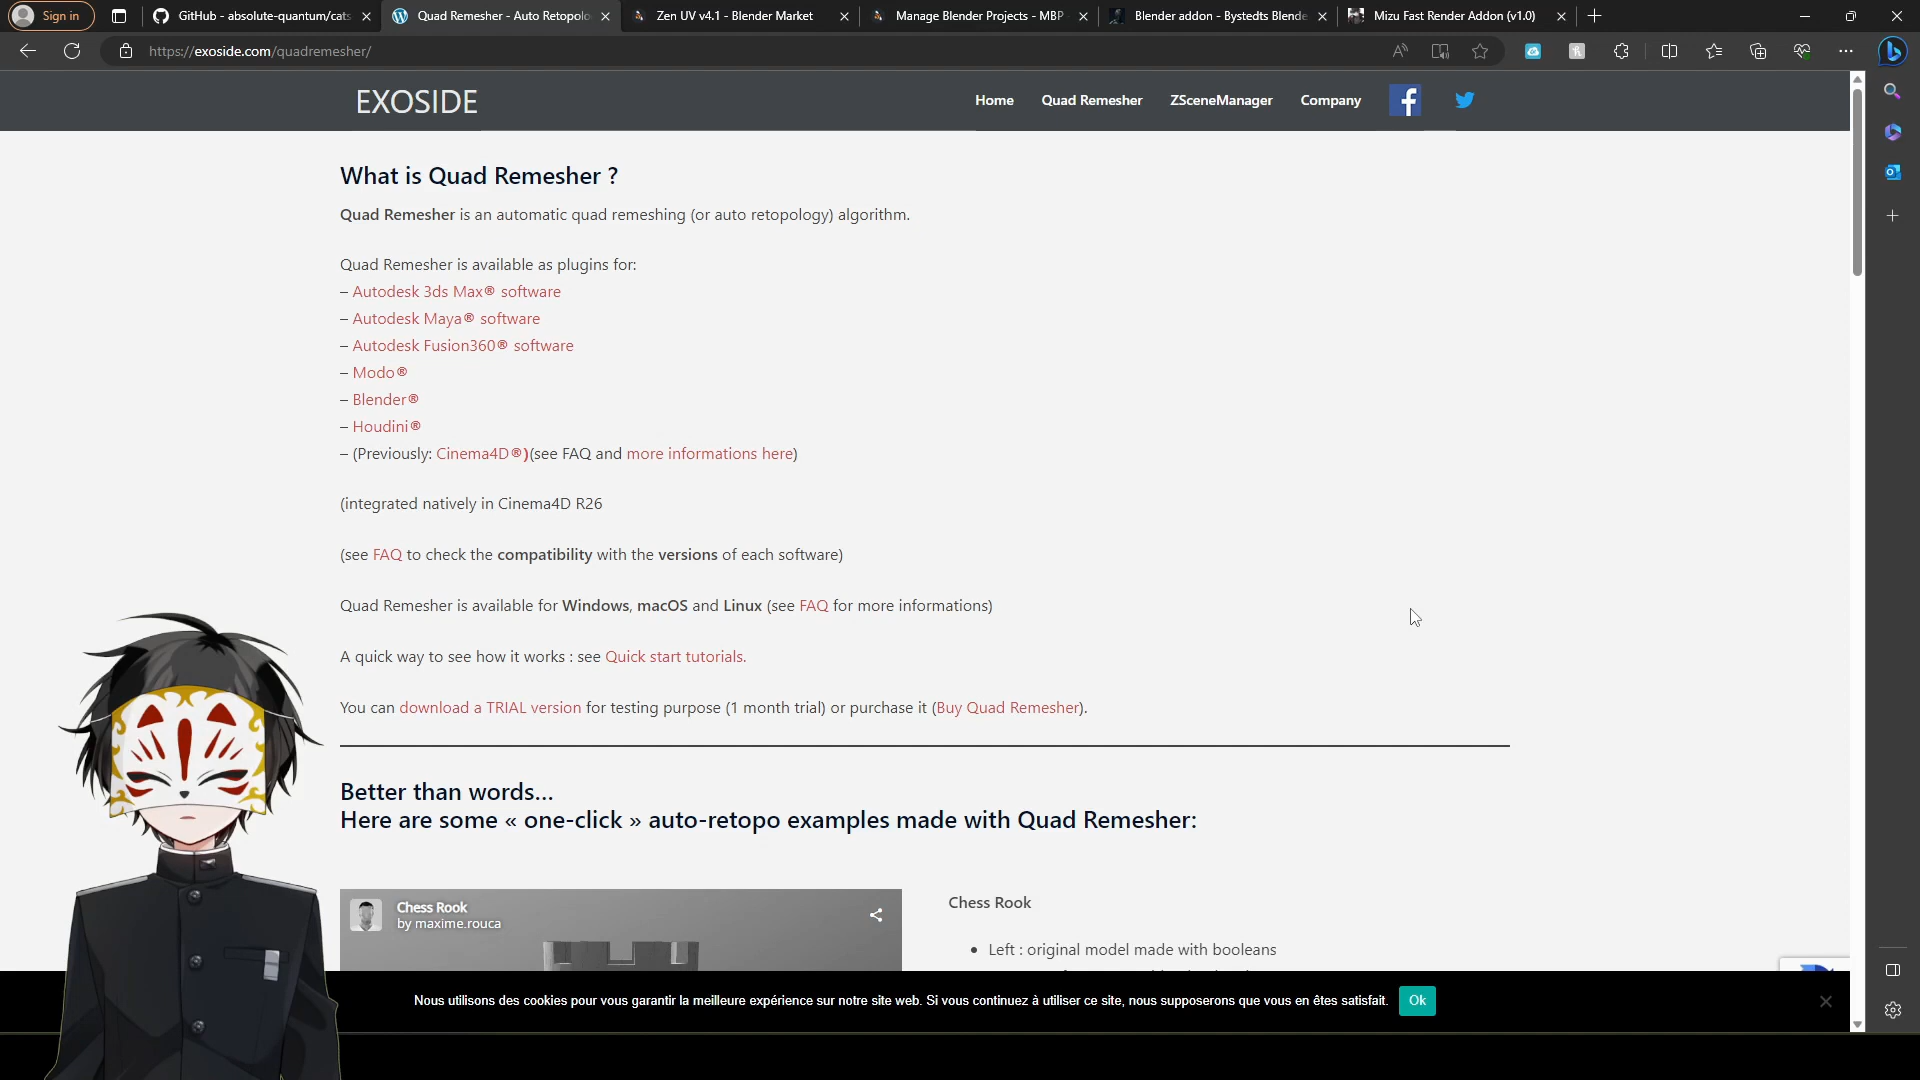 Sign in
GitHub - absolute-quantum/cats
Quad Remesher - Auto Retopolo
Zen UV v4.1 - Blender Market
Manage Blender Projects - MBP
Blender addon - Bystedts Blende
Mizu Fast Render Addon (v1.0)
https://exoside.com/quadremesher/
EXOSIDE
Home
Quad Remesher
ZSceneManager
Company
What is Quad Remesher ?
Quad Remesher is an automatic quad remeshing (or auto retopology) algorithm.
Quad Remesher is available as plugins for:
– Autodesk 3ds Max® software
– Autodesk Maya® software
– Autodesk Fusion360® software
– Modo®
– Blender®
– Houdini®
– (Previously: Cinema4D®)(see FAQ and more informations here)
(integrated natively in Cinema4D R26
(see FAQ to check the compatibility with the versions of each software)
Quad Remesher is available for Windows, macOS and Linux (see FAQ for more informations)
A quick way to see how it works : see Quick start tutorials.
You can download a TRIAL version for testing purpose (1 month trial) or purchase it (Buy Quad Remesher).
Better than words…
Here are some « one-click » auto-retopo examples made with Quad Remesher:
Chess Rook
by maxime.rouca
Chess Rook
• Left : original model made with booleans
Nous utilisons des cookies pour vous garantir la meilleure expérience sur notre site web. Si vous continuez à utiliser ce site, nous supposerons que vous en êtes satisfait.
Ok